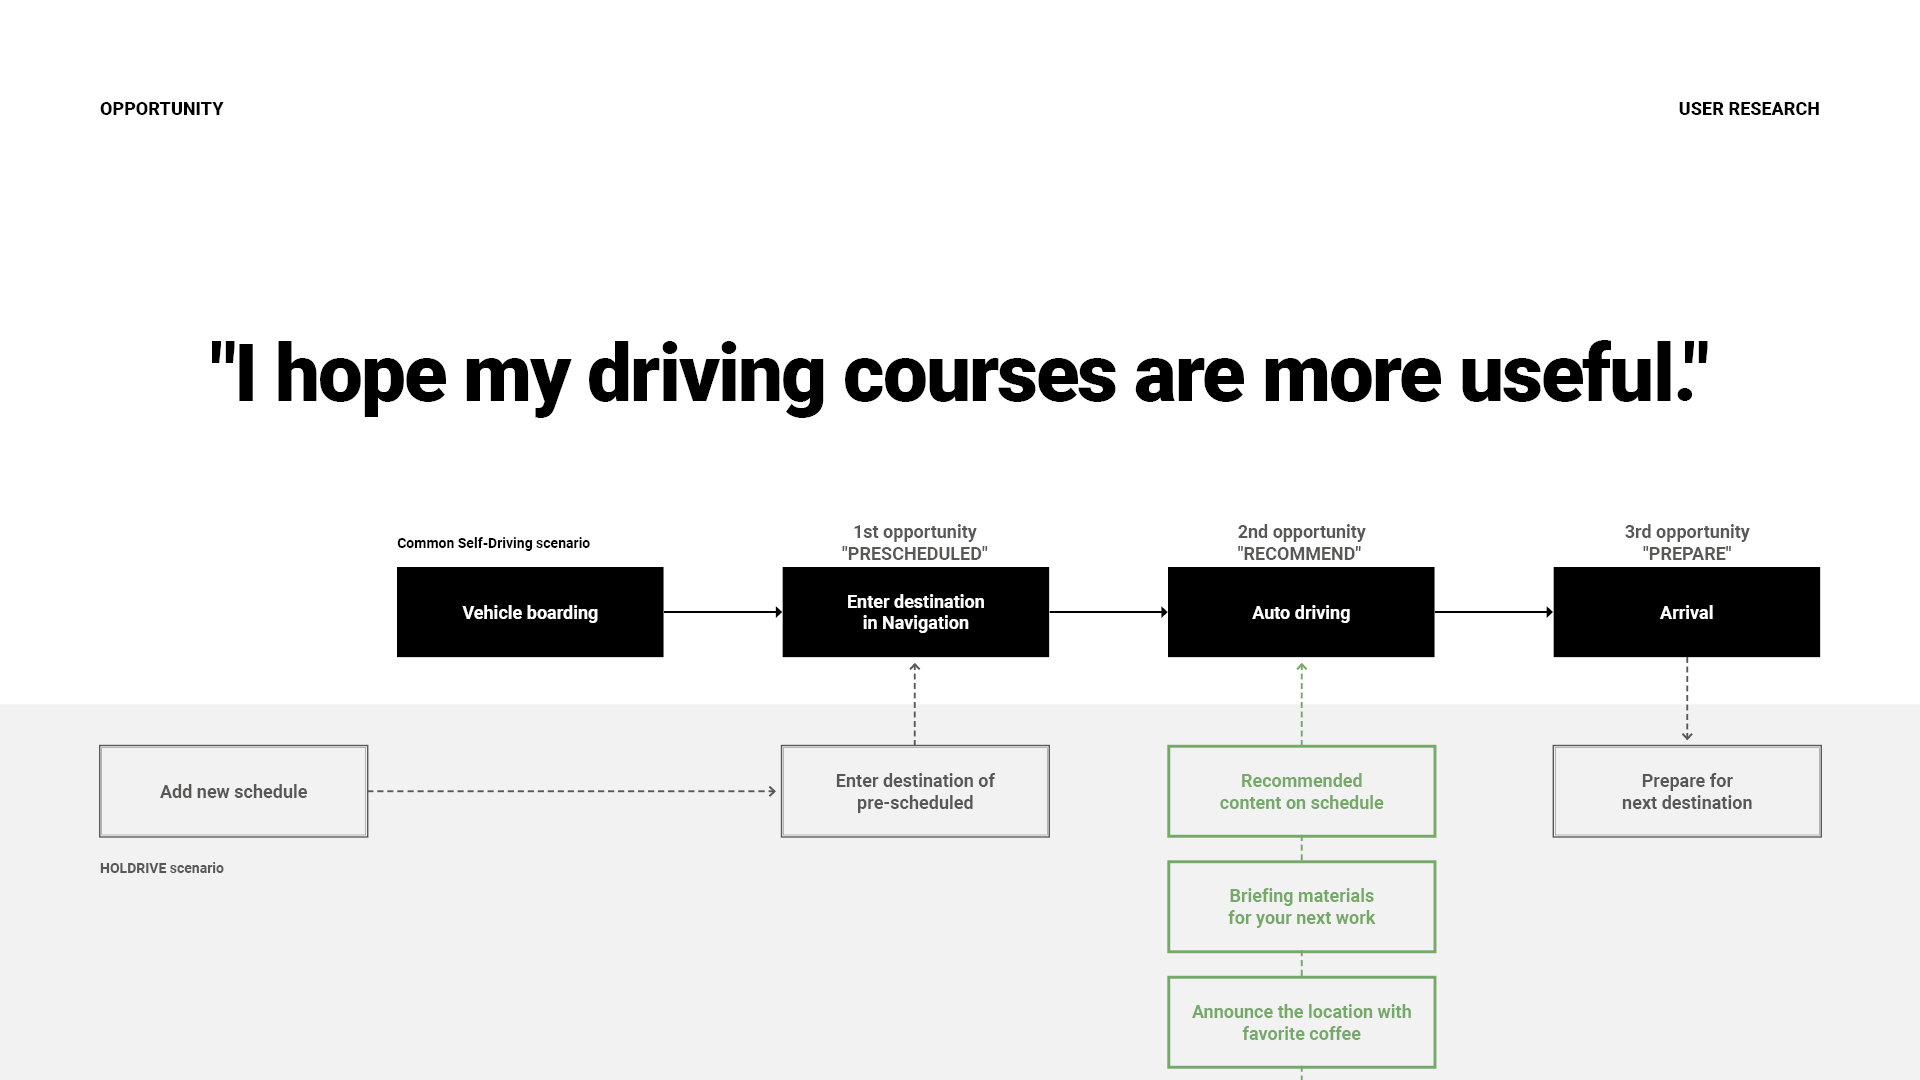 OPPORTUNITY
USER RESEARCH
"I hope my driving courses are more useful."
Common Self-Driving scenario
1st opportunity
"PRESCHEDULED"
2nd opportunity
"RECOMMEND"
3rd opportunity
"PREPARE"
Vehicle boarding
Enter destination
in Navigation
Auto driving
Arrival
Add new schedule
Enter destination of
pre-scheduled
Recommended
content on schedule
Prepare for
next destination
HOLDRIVE scenario
Briefing materials
for your next work
Announce the location with
favorite coffee